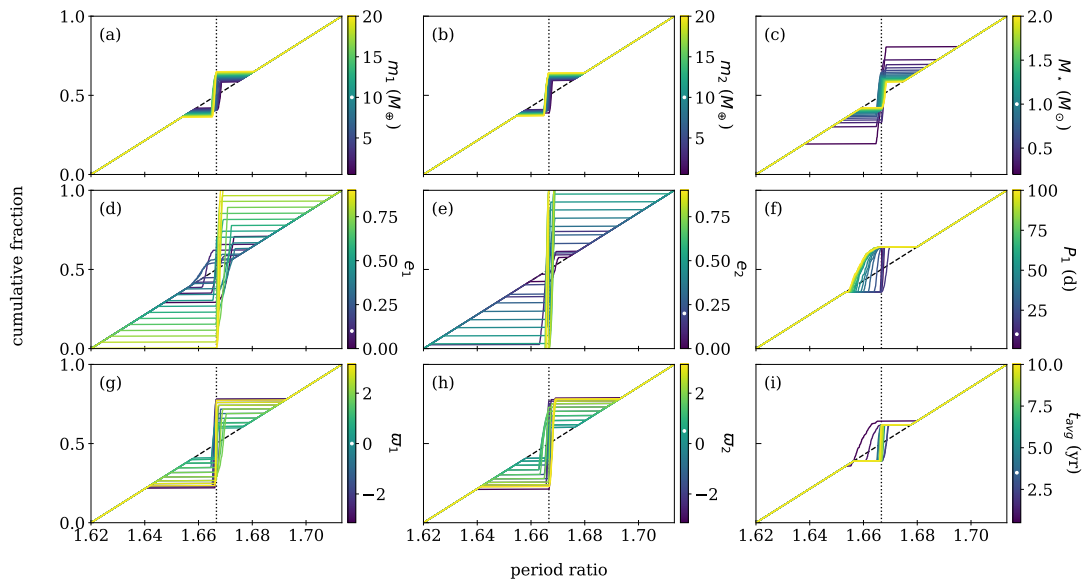 1.0
0.5
0.0
(a)
20
15
10
5
m₁ (M⊕)
(b)
20
15
10
5
m₂ (M⊕)
(c)
2.0
1.5
1.0
0.5
M⋆ (M⊙)
cumulative fraction
1.0
0.5
0.0
(d)
0.75
0.50
0.25
0.00
e₁
(e)
0.75
0.50
0.25
0.00
e₂
(f)
100
75
50
25
P₁ (d)
1.0
0.5
0.0
(g)
2
0
−2
ϖ₁
(h)
2
0
−2
ϖ₂
(i)
10.0
7.5
5.0
2.5
t_avg (yr)
1.62 1.64 1.66 1.68 1.70
1.62 1.64 1.66 1.68 1.70
1.62 1.64 1.66 1.68 1.70
period ratio